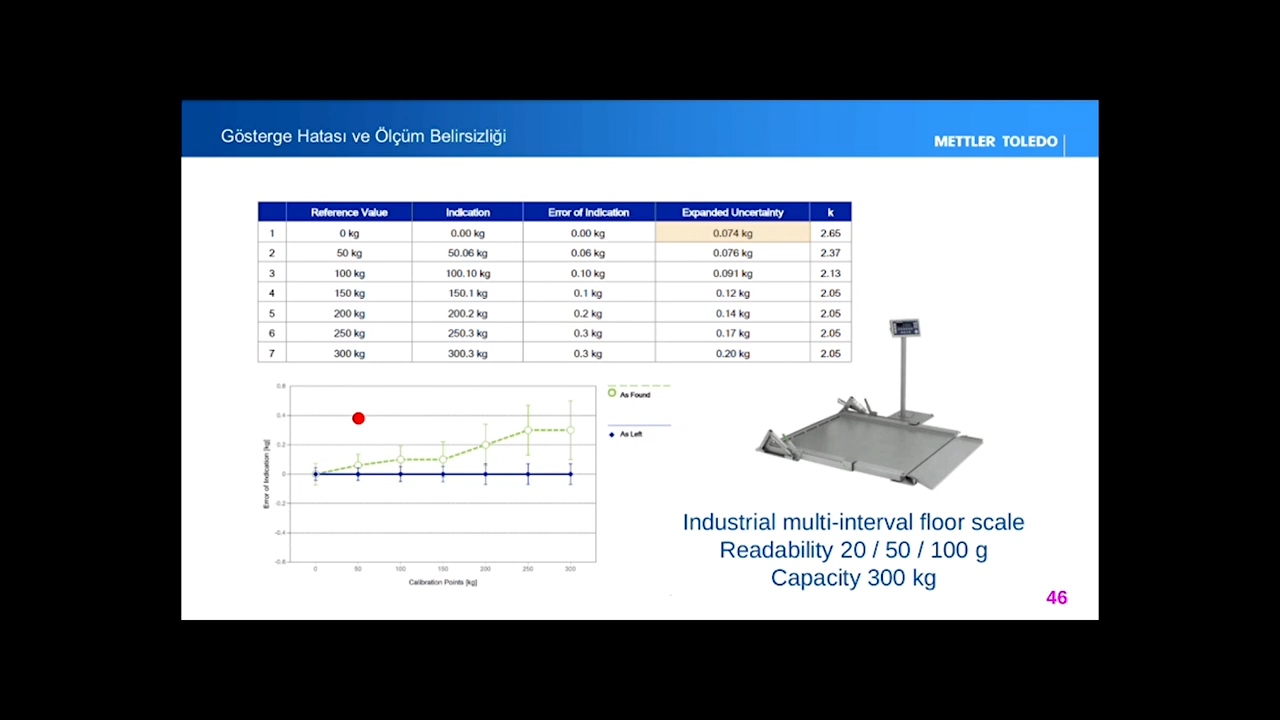 Gösterge Hatası ve Ölçüm Belirsizliği
METTLER TOLEDO
Reference Value Indication Error of Indication Expanded Uncertainty k
1 0 kg 0.00 kg 0.00 kg 0.074 kg 2.65
2 50 kg 50.06 kg 0.06 kg 0.076 kg 2.37
3 100 kg 100.10 kg 0.10 kg 0.091 kg 2.13
4 150 kg 150.1 kg 0.1 kg 0.12 kg 2.05
5 200 kg 200.2 kg 0.2 kg 0.14 kg 2.05
6 250 kg 250.3 kg 0.3 kg 0.17 kg 2.05
7 300 kg 300.3 kg 0.3 kg 0.20 kg 2.05
Error of Indication [kg]
0.6
0.4
0.2
0
-0.2
-0.4
-0.6
0 50 100 150 200 250 300
Calibration Points [kg]
As Found
As Left
Industrial multi-interval floor scale
Readability 20 / 50 / 100 g
Capacity 300 kg
46